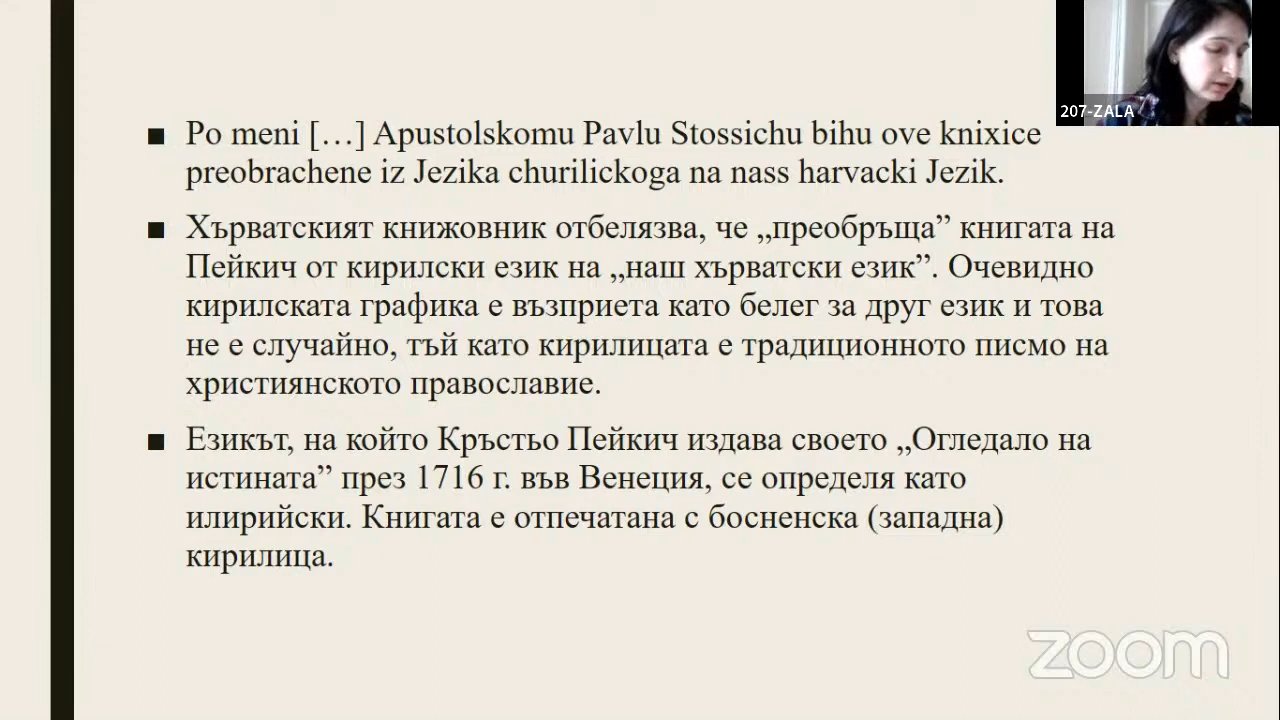 207-ZALA
Po meni […] Apustolskomu Pavlu Stossichu bihu ove knixice
preobrachene iz Jezika churilickoga na nass harvacki Jezik.
Хърватският книжовник отбелязва, че „преобръща” книгата на
Пейкич от кирилски език на „наш хърватски език”. Очевидно
кирилската графика е възприета като белег за друг език и това
не е случайно, тъй като кирилицата е традиционното писмо на
християнското православие.
Езикът, на който Кръстьо Пейкич издава своето „Огледало на
истината” през 1716 г. във Венеция, се определя като
илирийски. Книгата е отпечатана с босненска (западна)
кирилица.
zoom